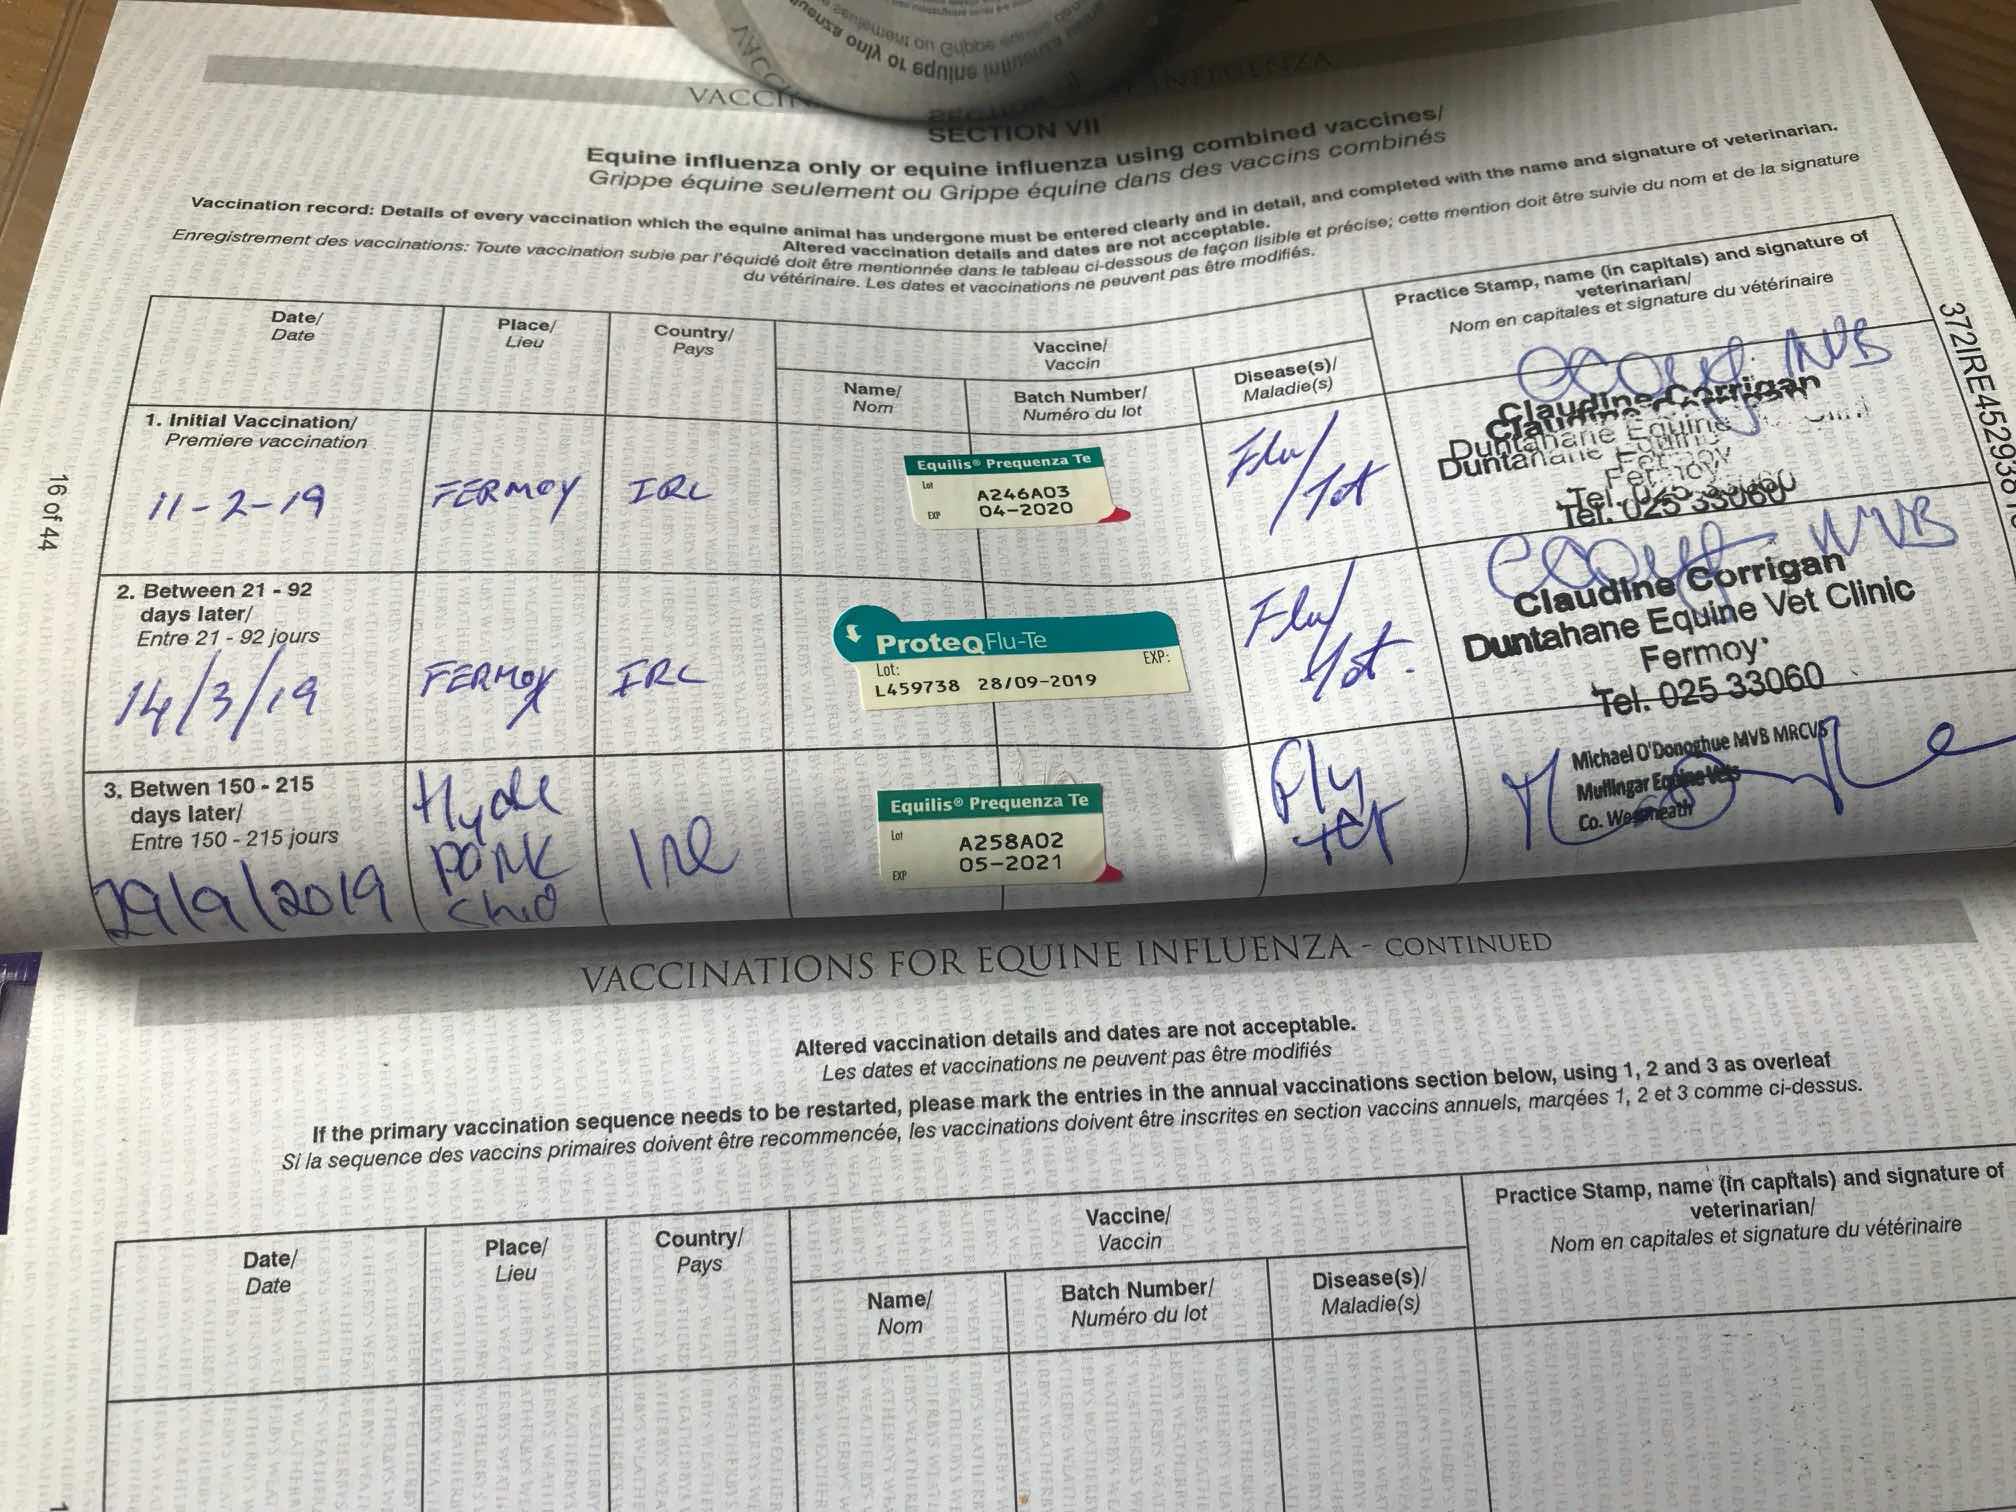 SECTION VII
Equine influenza only or equine influenza using combined vaccines/
Grippe équine seulement ou Grippe équine dans des vaccins combinés
Vaccination record: Details of every vaccination which the equine animal has undergone must be entered clearly and in detail, and completed with the name and signature of veterinarian.
Altered vaccination details and dates are not acceptable.
Enregistrement des vaccinations: Toute vaccination subie par l'équidé doit être mentionnée dans le tableau ci-dessous de façon lisible et précise; cette mention doit être suivie du nom et de la signature
du vétérinaire. Les dates et vaccinations ne peuvent pas être modifiés.
Date/
Date
Place/
Lieu
Country/
Pays
Vaccine/
Vaccin
Name/
Nom
Batch Number/
Numéro du lot
Disease(s)/
Maladie(s)
Practice Stamp, name (in capitals) and signature of
veterinarian/
Nom en capitales et signature du vétérinaire
1. Initial Vaccination/
Premiere vaccination
11-2-19
FERMOY
IRL
Equilis® Prequenza Te
Lot
A246A03
EXP 04-2020
Flu/
Tet
Claudine Corrigan
Duntahane Equine
Fermoy
Tel. 025 33060
MVB
2. Between 21 - 92
days later/
Entre 21 - 92 jours
14/3/19
FERMOY
IRL
ProteqFlu-Te
Lot: EXP:
L459738 28/09-2019
Flu/
Tet.
MVB
Claudine Corrigan
Duntahane Equine Vet Clinic
Fermoy
Tel. 025 33060
3. Betwen 150 - 215
days later/
Entre 150 - 215 jours
29/9/2019
Hyde
Park
Stud
Irl
Equilis® Prequenza Te
Lot
A258A02
EXP 05-2021
Flu
tet
Michael O'Donoghue MVB MRCVS
Mullingar Equine Vets
Co. Westmeath
16 of 44
VACCINATIONS FOR EQUINE INFLUENZA - CONTINUED
Altered vaccination details and dates are not acceptable.
Les dates et vaccinations ne peuvent pas être modifiés
If the primary vaccination sequence needs to be restarted, please mark the entries in the annual vaccinations section below, using 1, 2 and 3 as overleaf
Si la sequence des vaccins primaires doivent être recommencée, les vaccinations doivent être inscrites en section vaccins annuels, marqées 1, 2 et 3 comme ci-dessus.
Date/
Date
Place/
Lieu
Country/
Pays
Vaccine/
Vaccin
Name/
Nom
Batch Number/
Numéro du lot
Disease(s)/
Maladie(s)
Practice Stamp, name (in capitals) and signature of
veterinarian/
Nom en capitales et signature du vétérinaire